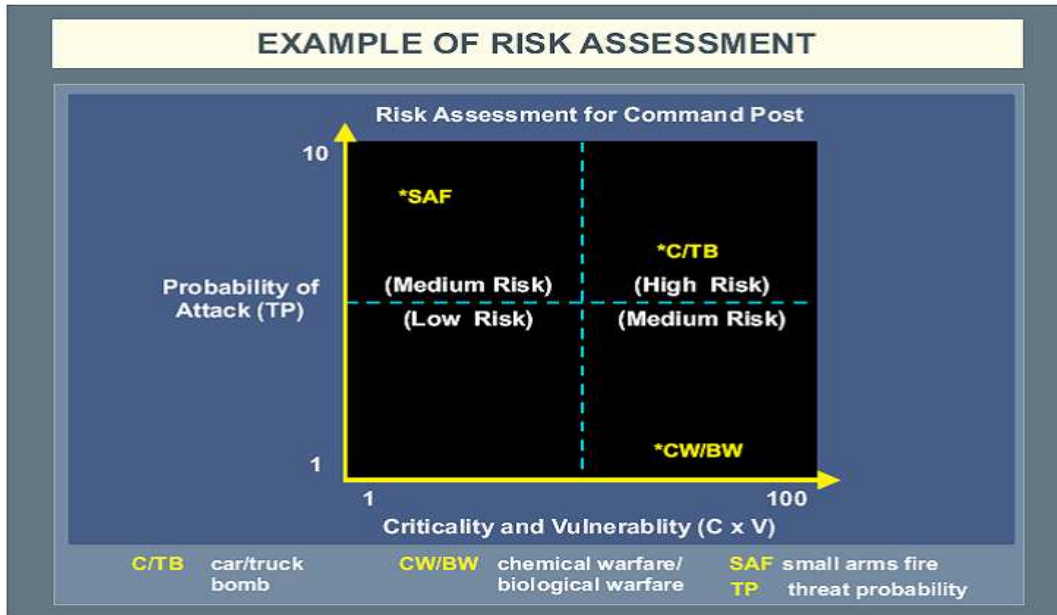 EXAMPLE OF RISK ASSESSMENT
Risk Assessment for Command Post
10
*SAF
*C/TB
Probability of
Attack (TP)
(Medium Risk)
(High Risk)
(Low Risk)
(Medium Risk)
*CW/BW
1
1
100
Criticality and Vulnerablity (C x V)
C/TB car/truck
bomb
CW/BW chemical warfare/
biological warfare
SAF small arms fire
TP threat probability